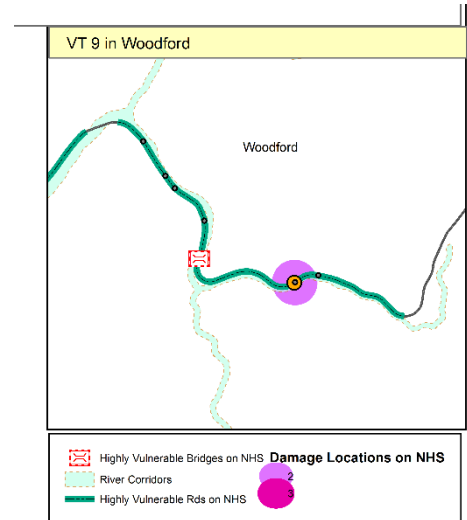 VT 9 in Woodford
Woodford
Highly Vulnerable Bridges on NHS
River Corridors
Highly Vulnerable Rds on NHS
Damage Locations on NHS
2
3